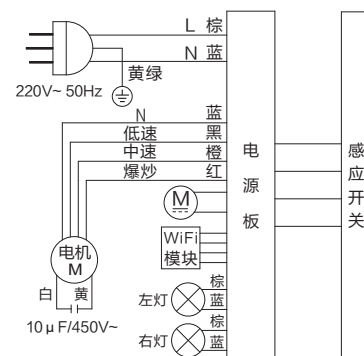 L 棕
N 蓝
黄绿
220V~ 50Hz
N 蓝
低速 黑
中速 橙
爆炒 红
M
WiFi
模块
电机
M
白 黄
10μF/450V~
左灯 棕
蓝
右灯 棕
蓝
电
源
板
感
应
开
关